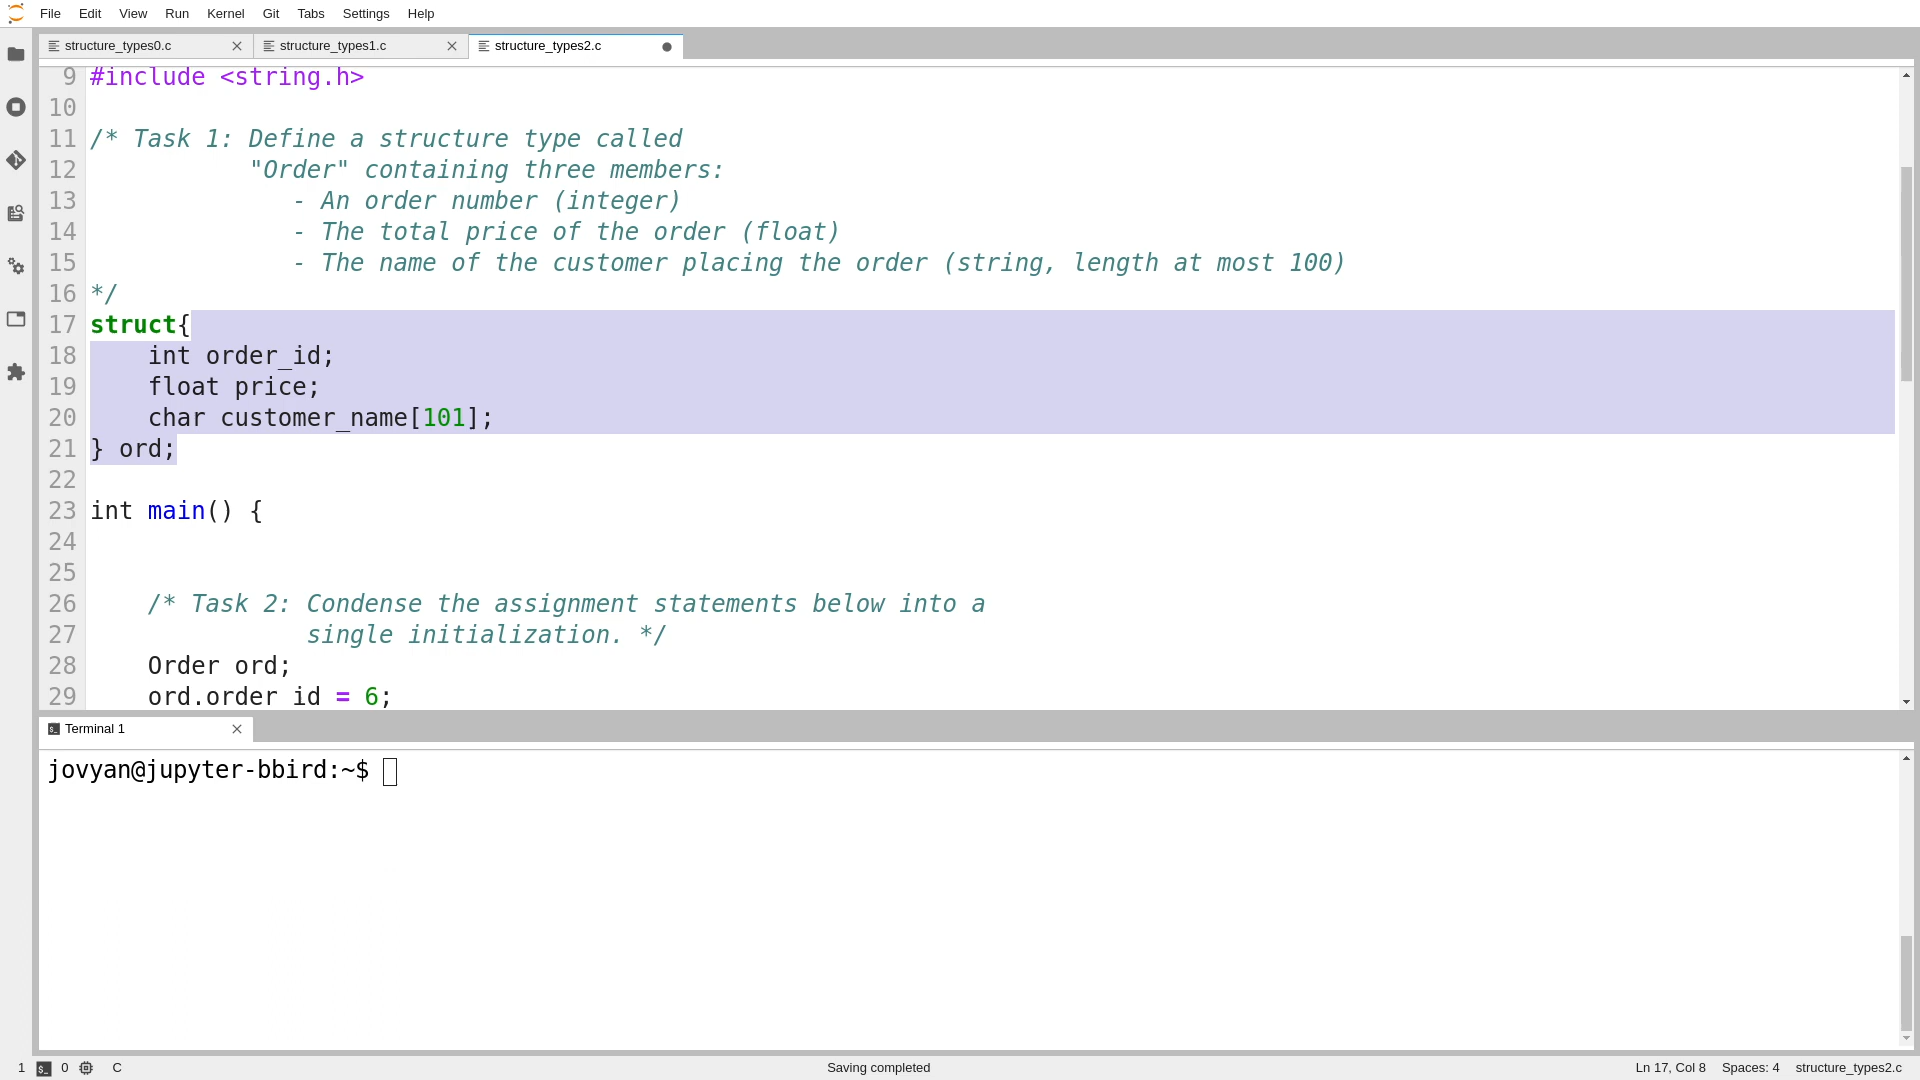 File Edit View Run Kernel Git Tabs Settings Help
structure_types0.c structure_types1.c structure_types2.c
9 #include <string.h>
10
11 /* Task 1: Define a structure type called
12 "Order" containing three members:
13 - An order number (integer)
14 - The total price of the order (float)
15 - The name of the customer placing the order (string, length at most 100)
16 */
17 struct{
18 int order_id;
19 float price;
20 char customer_name[101];
21 } ord;
22
23 int main() {
24
25
26 /* Task 2: Condense the assignment statements below into a
27 single initialization. */
28 Order ord;
29 ord.order_id = 6;
Terminal 1
jovyan@jupyter-bbird:~$
1 0 C Saving completed Ln 17, Col 8 Spaces: 4 structure_types2.c